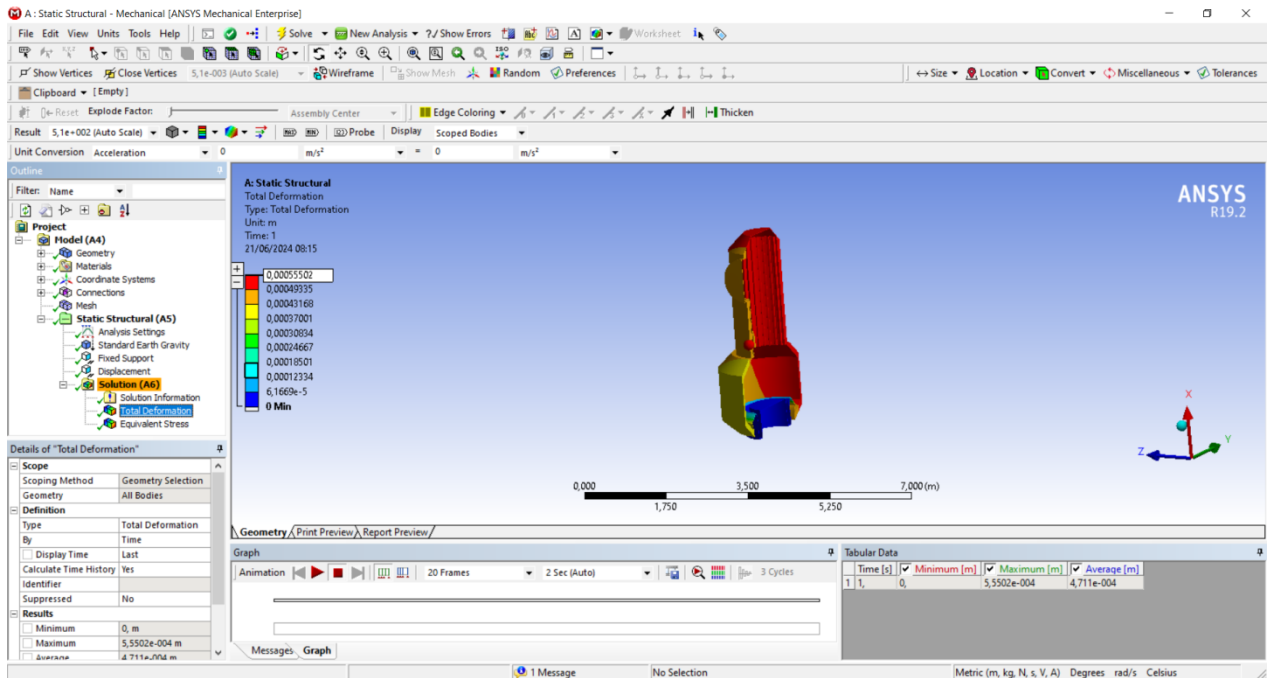 A : Static Structural - Mechanical [ANSYS Mechanical Enterprise]
File Edit View Units Tools Help Solve New Analysis ?/ Show Errors Worksheet
Show Vertices Close Vertices 5,1e-003 (Auto Scale) Wireframe Show Mesh Random Preferences Size Location Convert Miscellaneous Tolerances
Clipboard [ Empty ]
Reset Explode Factor: Assembly Center Edge Coloring Thicken
Result 5,1e+002 (Auto Scale) Probe Display Scoped Bodies
Unit Conversion Acceleration 0 m/s² = 0 m/s²
Outline
Filter: Name
Project
Model (A4)
Geometry
Materials
Coordinate Systems
Connections
Mesh
Static Structural (A5)
Analysis Settings
Standard Earth Gravity
Fixed Support
Displacement
Solution (A6)
Solution Information
Total Deformation
Equivalent Stress
A: Static Structural
Total Deformation
Type: Total Deformation
Unit: m
Time: 1
21/06/2024 08:15
0,00055502
0,00049335
0,00043168
0,00037001
0,00030834
0,00024667
0,00018501
0,00012334
6,1669e-5
0 Min
ANSYS
R19.2
X
Y
Z
0,000 3,500 7,000 (m)
1,750 5,250
Geometry Print Preview Report Preview
Details of "Total Deformation"
Scope
Scoping Method Geometry Selection
Geometry All Bodies
Definition
Type Total Deformation
By Time
Display Time Last
Calculate Time History Yes
Identifier
Suppressed No
Results
Minimum 0, m
Maximum 5,5502e-004 m
Average 4,711e-004 m
Graph
Animation 20 Frames 2 Sec (Auto) 3 Cycles
Messages Graph
Tabular Data
Time [s] Minimum [m] Maximum [m] Average [m]
1 1, 0, 5,5502e-004 4,711e-004
1 Message No Selection Metric (m, kg, N, s, V, A) Degrees rad/s Celsius